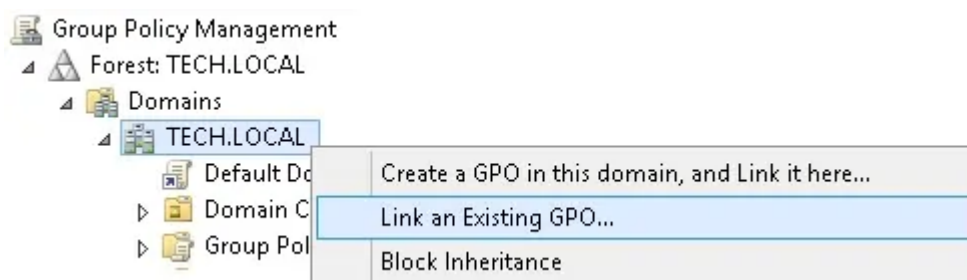 Group Policy Management
Forest: TECH.LOCAL
Domains
TECH.LOCAL
Default Do
Create a GPO in this domain, and Link it here...
Domain C
Link an Existing GPO...
Group Pol
Block Inheritance